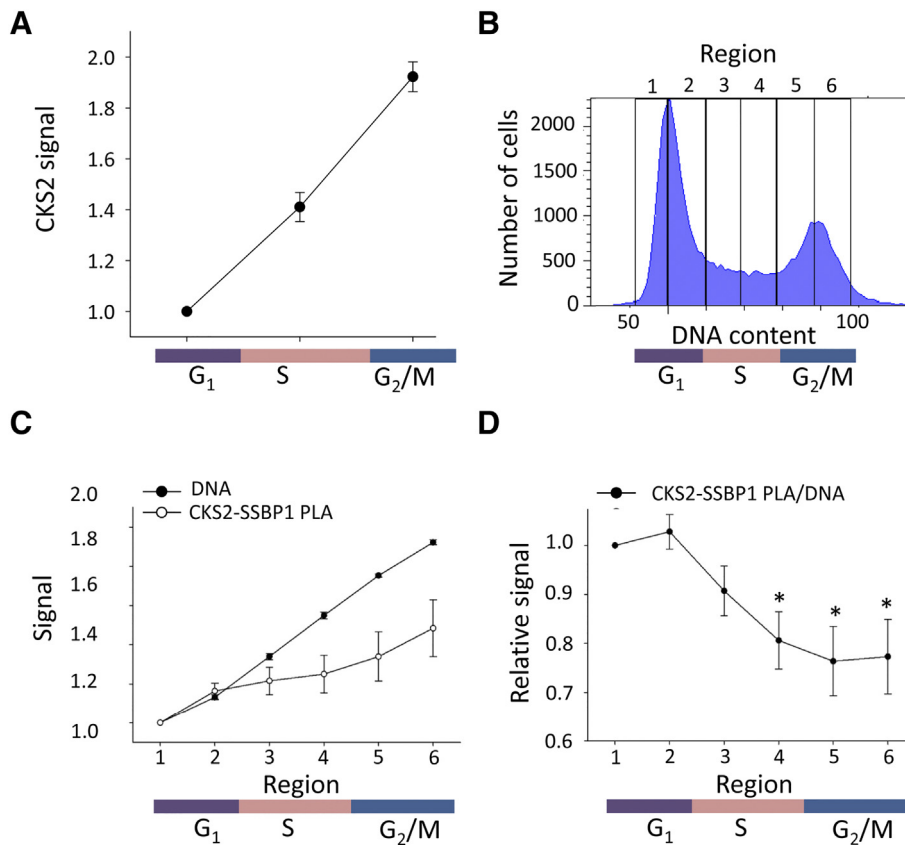 A
CKS2 signal
2.0
1.8
1.6
1.4
1.2
1.0
G₁ S G₂/M
B
Region
1 2 3 4 5 6
Number of cells
2000
1500
1000
500
0
50 100
DNA content
G₁ S G₂/M
C
DNA
CKS2-SSBP1 PLA
Signal
2.0
1.8
1.6
1.4
1.2
1.0
1 2 3 4 5 6
Region
G₁ S G₂/M
D
CKS2-SSBP1 PLA/DNA
Relative signal
1.0
0.9
0.8
0.7
0.6
* * *
1 2 3 4 5 6
Region
G₁ S G₂/M